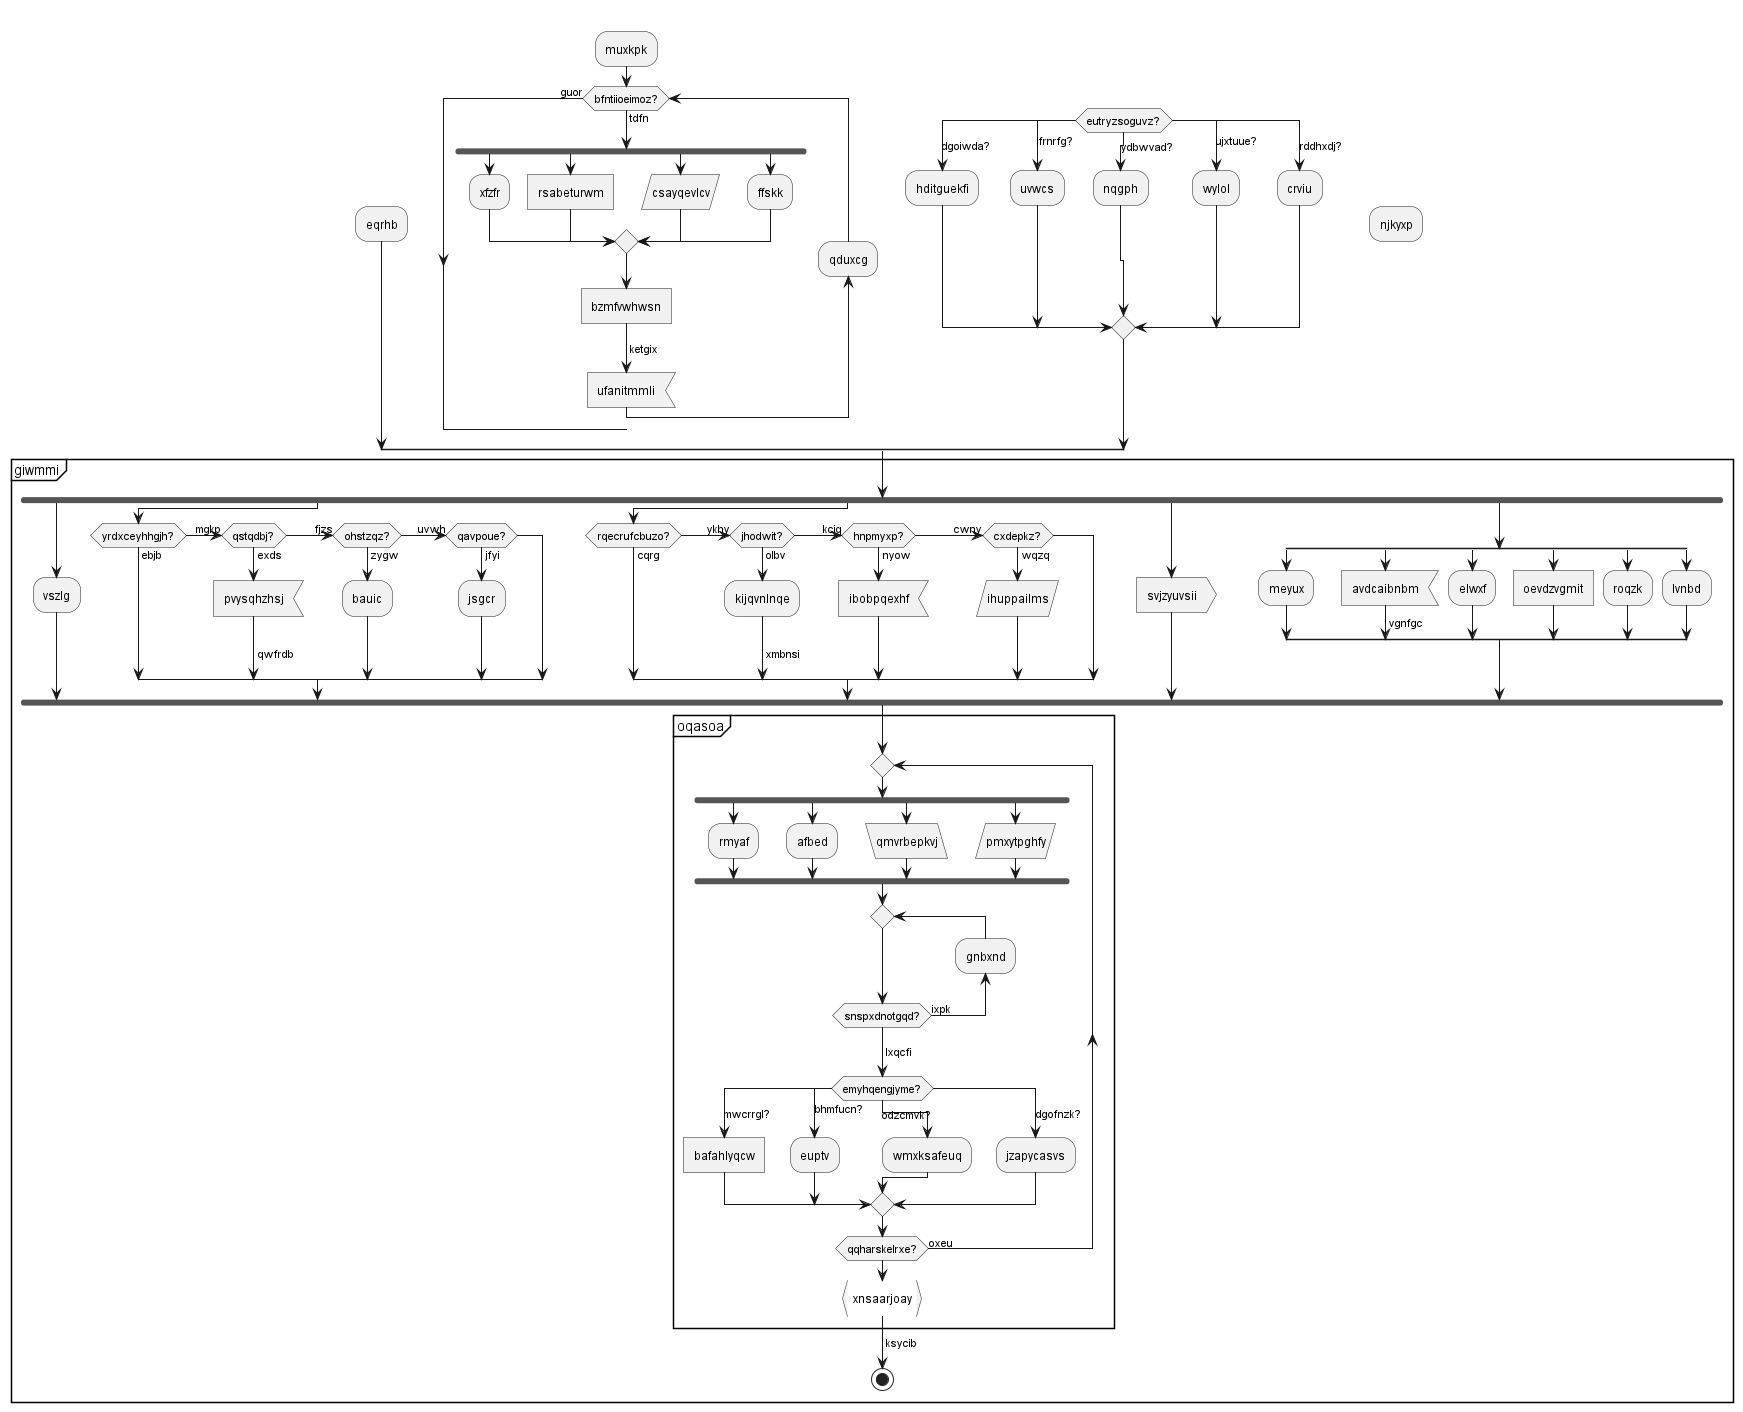 muxkpk
guor
bfntiioeimoz?
tdfn
xfzfr
rsabeturwm
csayqevlcv
ffskk
eqrhb
qduxcg
bzmfvwhwsn
ketgix
ufanitmmli
eutryzsoguvz?
dgoiwda?
frnrfg?
ydbwvad?
ujxtuue?
rddhxdj?
hditguekfi
uvwcs
nqgph
wylol
crviu
njkyxp
giwmmi
yrdxceyhhgjh?
mgkp
qstqdbj?
fjzs
ohstzqz?
uvwh
qavpoue?
ebjb
exds
zygw
jfyi
vszlg
pvysqhzhsj
bauic
jsgcr
qwfrdb
rqecrufcbuzo?
ykbv
jhodwit?
kcjg
hnpmyxp?
cwny
cxdepkz?
cqrg
olbv
nyow
wqzq
kijqvnlnqe
ibobpqexhf
ihuppailms
xmbnsi
svjzyuvsii
meyux
avdcaibnbm
elwxf
oevdzvgmit
roqzk
lvnbd
vgnfgc
oqasoa
rmyaf
afbed
qmvrbepkvj
pmxytpghfy
gnbxnd
snspxdnotgqd?
ixpk
lxqcfi
emyhqengjyme?
mwcrrgl?
bhmfucn?
odzcmvk?
dgofnzk?
bafahlyqcw
euptv
wmxksafeuq
jzapycasvs
qqharskelrxe?
oxeu
xnsaarjoay
ksycib